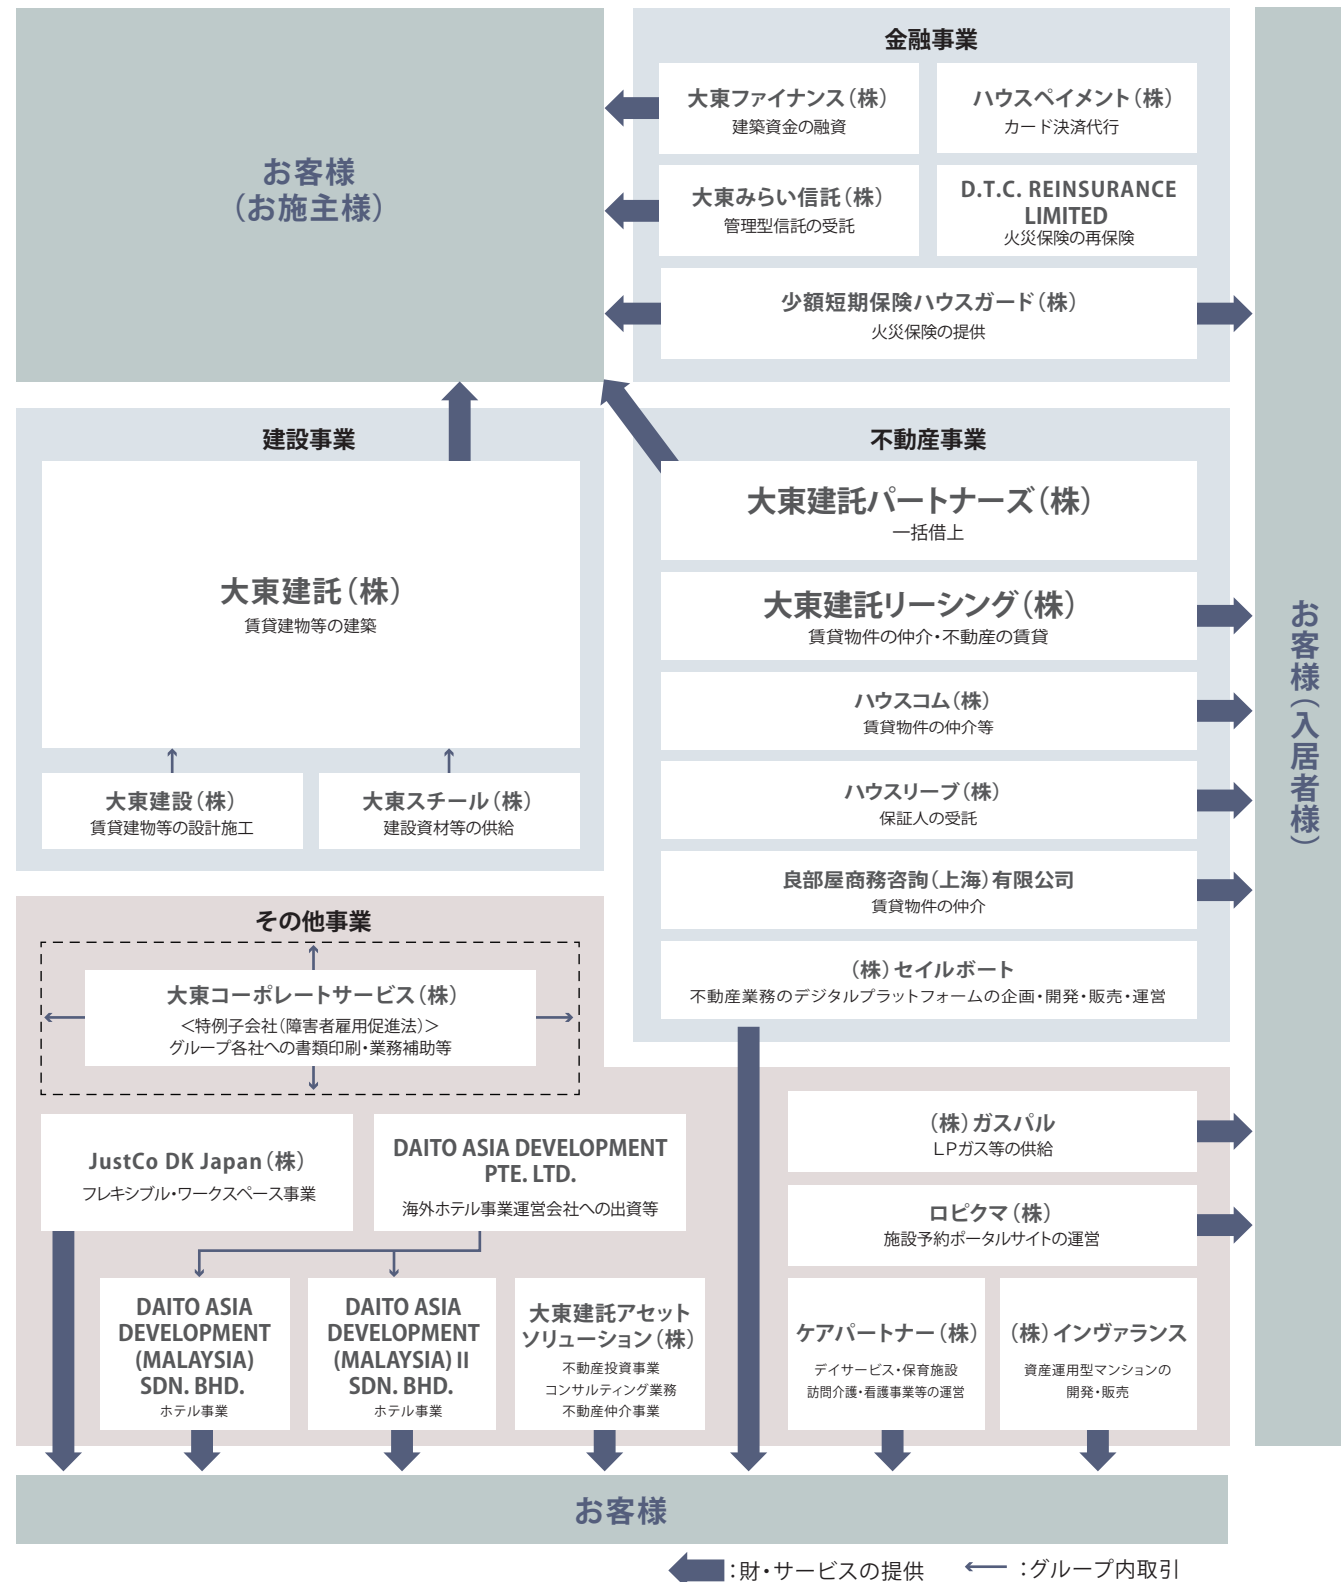 お客様
（お施主様）
金融事業
大東ファイナンス（株）
建築資金の融資
ハウスペイメント（株）
カード決済代行
大東みらい信託（株）
管理型信託の受託
D.T.C. REINSURANCE
LIMITED
火災保険の再保険
少額短期保険ハウスガード（株）
火災保険の提供
建設事業
大東建託（株）
賃貸建物等の建築
大東建設（株）
賃貸建物等の設計施工
大東スチール（株）
建設資材等の供給
不動産事業
大東建託パートナーズ（株）
一括借上
大東建託リーシング（株）
賃貸物件の仲介・不動産の賃貸
ハウスコム（株）
賃貸物件の仲介等
ハウスリーブ（株）
保証人の受託
良部屋商務咨詢（上海）有限公司
賃貸物件の仲介
（株）セイルボート
不動産業務のデジタルプラットフォームの企画・開発・販売・運営
お客様（入居者様）
その他事業
大東コーポレートサービス（株）
＜特例子会社（障害者雇用促進法）＞
グループ各社への書類印刷・業務補助等
JustCo DK Japan（株）
フレキシブル・ワークスペース事業
DAITO ASIA DEVELOPMENT
PTE. LTD.
海外ホテル事業運営会社への出資等
（株）ガスパル
ＬＰガス等の供給
ロピクマ（株）
施設予約ポータルサイトの運営
DAITO ASIA
DEVELOPMENT
(MALAYSIA)
SDN. BHD.
ホテル事業
DAITO ASIA
DEVELOPMENT
(MALAYSIA) II
SDN. BHD.
ホテル事業
大東建託アセット
ソリューション（株）
不動産投資事業
コンサルティング業務
不動産仲介事業
ケアパートナー（株）
デイサービス・保育施設
訪問介護・看護事業等の運営
（株）インヴァランス
資産運用型マンションの
開発・販売
お客様
：財・サービスの提供
：グループ内取引